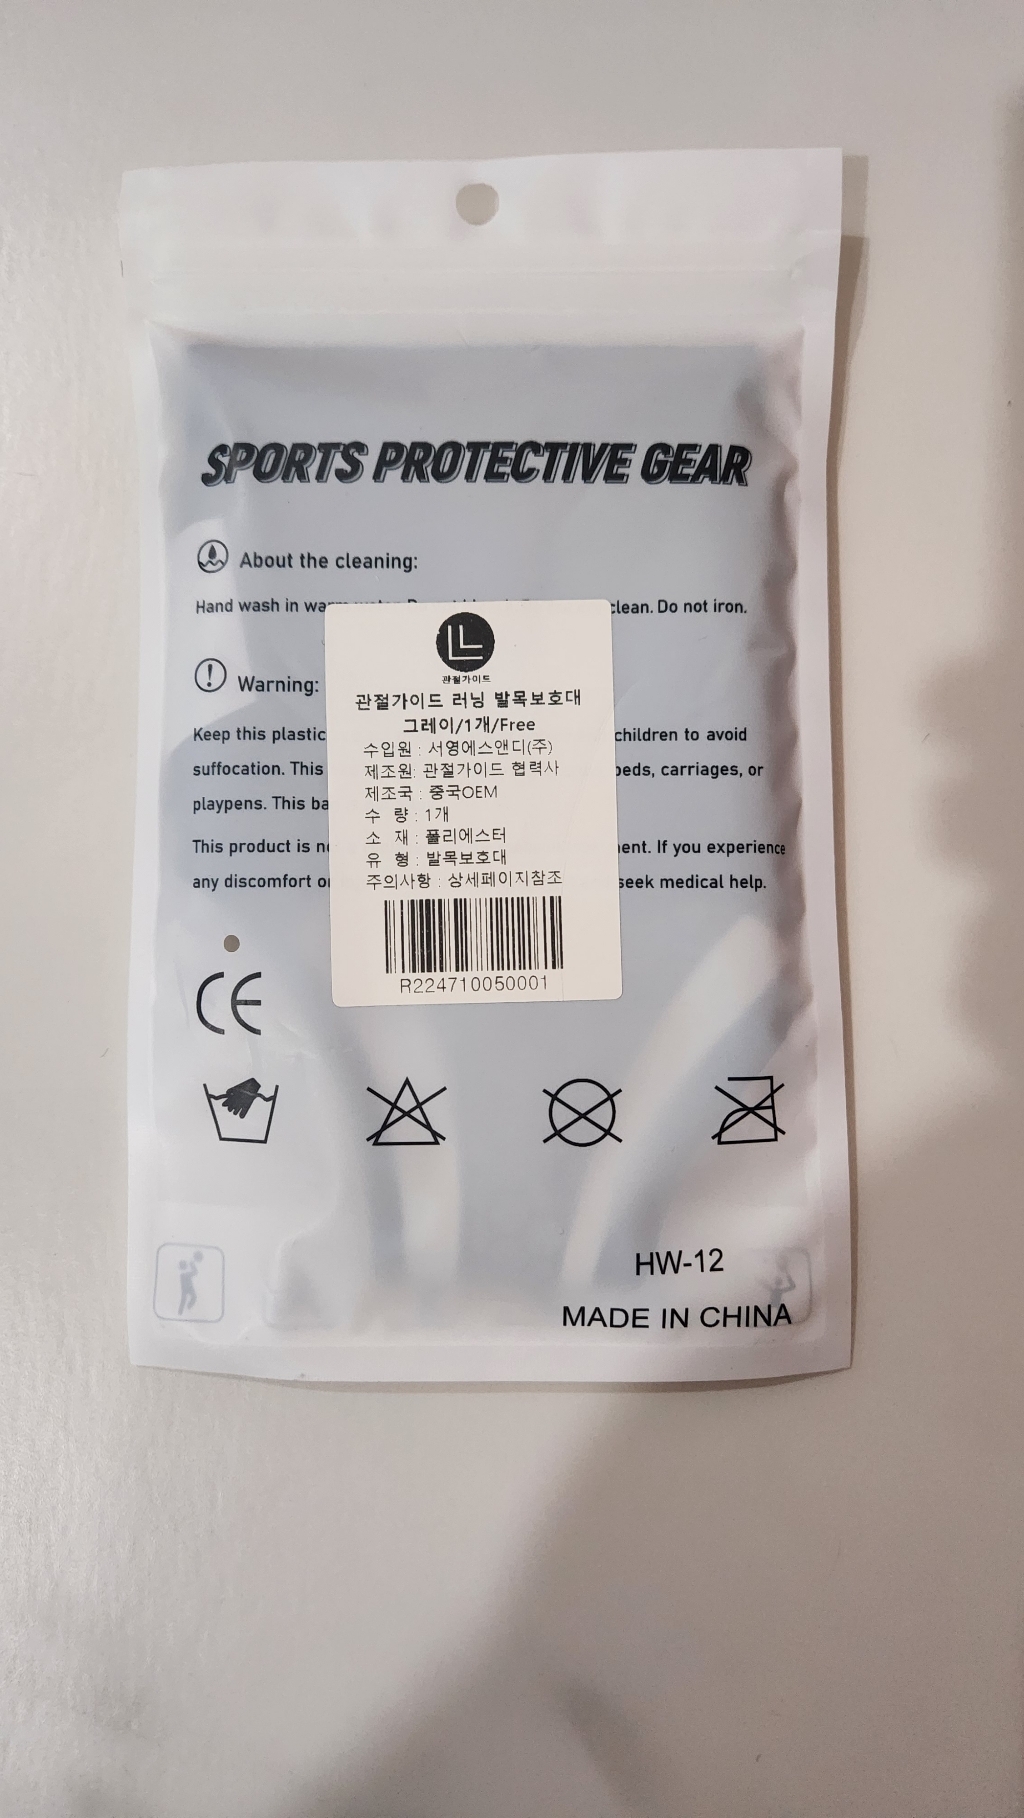 SPORTS PROTECTIVE GEAR
About the cleaning:
Hand wash in clean. Do not iron.
Warning:
Keep this plastic children to avoid
suffocation. This beds, carriages, or
playpens. This
This product is If you experience
any discomfort seek medical help.
LL
관절가이드
관절가이드 러닝 발목보호대
그레이/1개/Free
수입원 : 서영에스앤디(주)
제조원: 관절가이드 협력사
제조국 : 중국OEM
수 량 : 1개
소 재 : 폴리에스터
유 형 : 발목보호대
주의사항 : 상세페이지참조
R224710050001
CE
HW-12
MADE IN CHINA